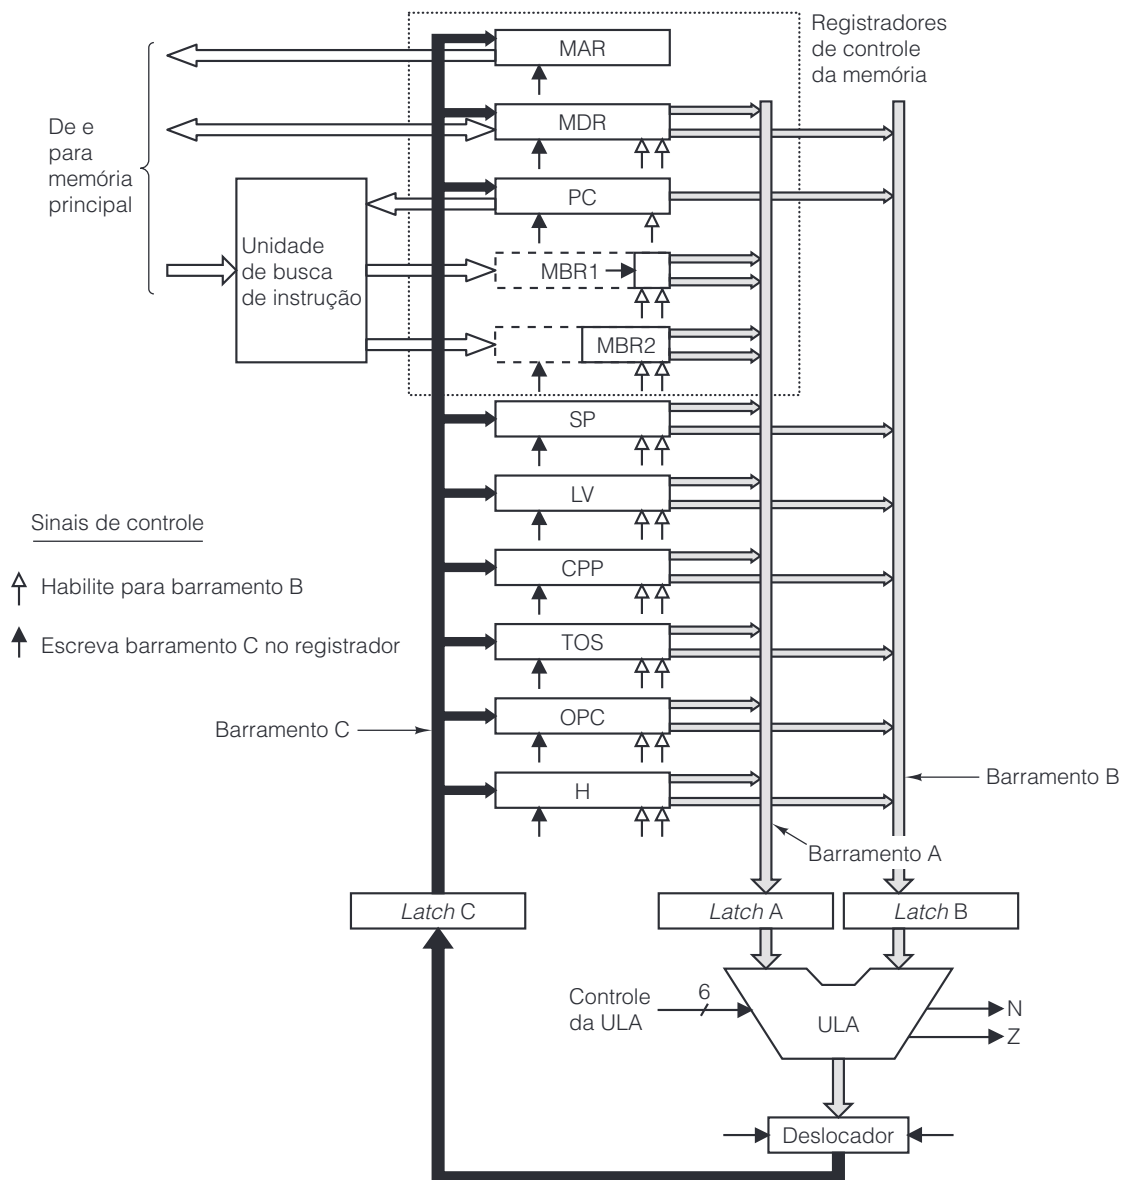 MAR
Registradores
de controle
da memória
MDR
De e
para
memória
principal
PC
Unidade
de busca
de instrução
MBR1
MBR2
SP
LV
Sinais de controle
CPP
Habilite para barramento B
TOS
Escreva barramento C no registrador
OPC
Barramento C
H
Barramento B
Barramento A
Latch C
Latch A
Latch B
Controle
da ULA
6
ULA
N
Z
Deslocador